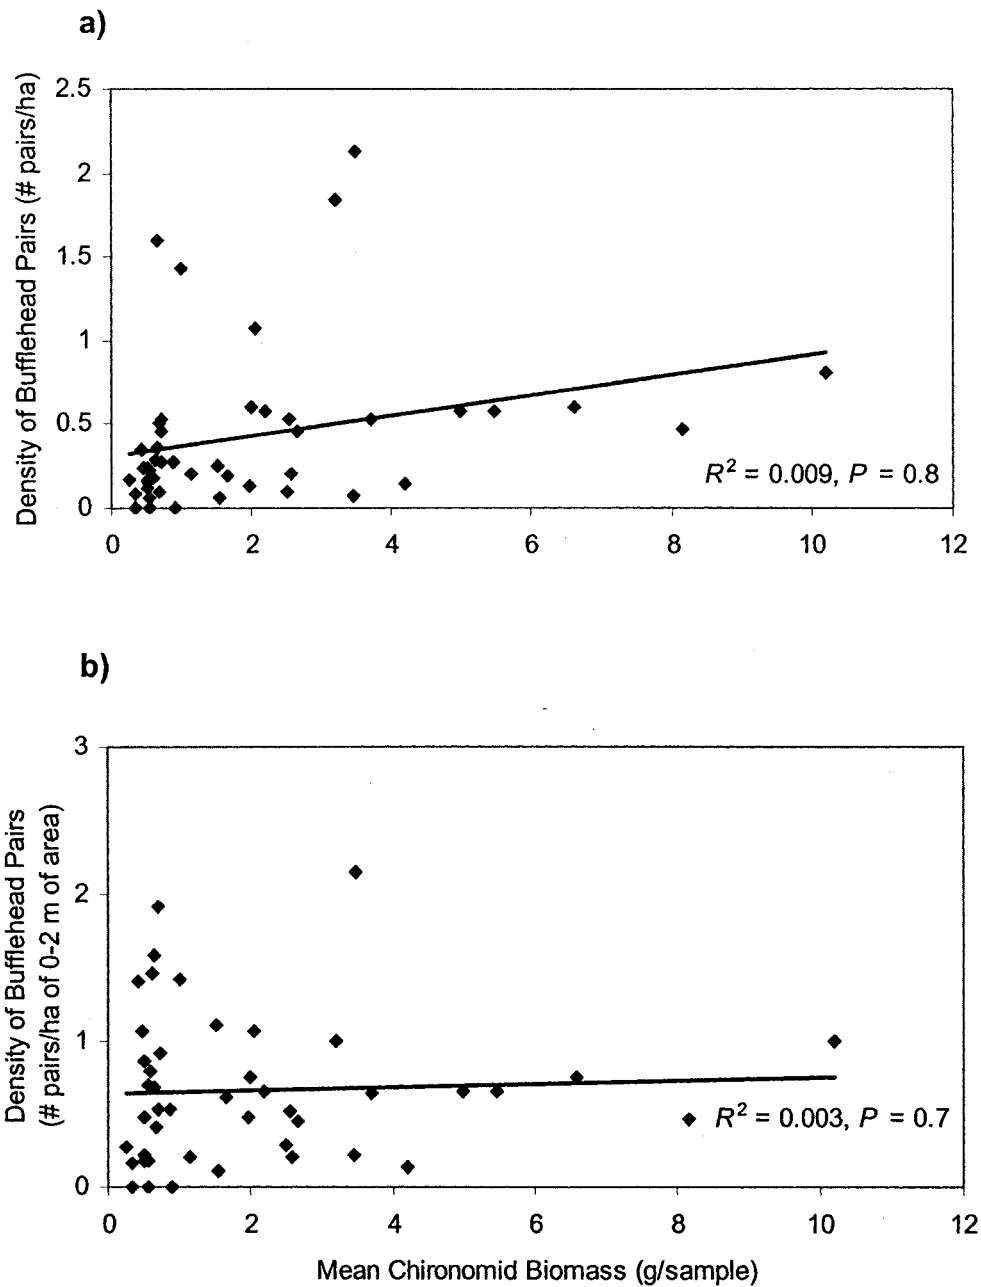 a)
Density of Bufflehead Pairs (# pairs/ha)
2.5
2
1.5
1
0.5
0
R² = 0.009, P = 0.8
0 2 4 6 8 10 12
b)
Density of Bufflehead Pairs
(# pairs/ha of 0-2 m of area)
3
2
1
0
R² = 0.003, P = 0.7
0 2 4 6 8 10 12
Mean Chironomid Biomass (g/sample)